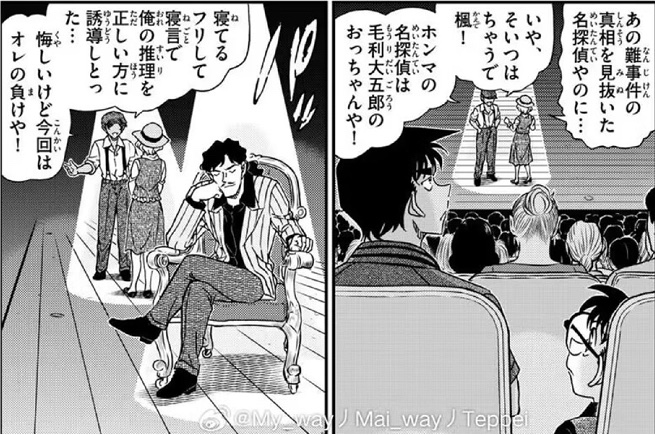 あの難事件の
真相を見抜いた
名探偵やのに…
いや、
そいつは
ちゃうで
楓!
ホンマの
名探偵は
毛利大五郎の
おっちゃんや!
寝てる
フリして
寝言で
俺の推理を
正しい方に
誘導しとっ
た…
悔しいけど今回は
オレの負けや!
@My_wayノMai_wayノTeppei